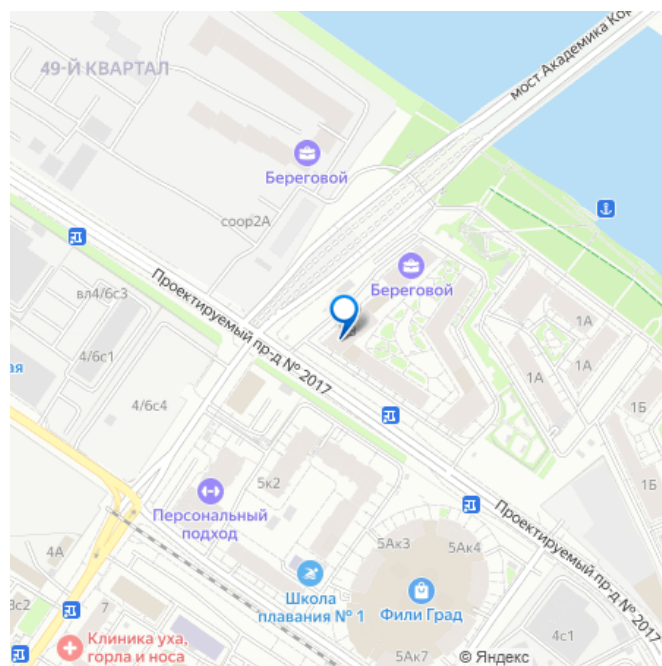 мост Академика Кор
49-Й КВАРТАЛ
Береговой
соор2А
Береговой
вл4/6с3
Проектируемый пр-д № 2017
1А
4/6с1
ая
1А
4/6с4
1Б
5к2
1Б
Персональный
подход
Проектируемый пр-д № 2017
5Ак3
5Ак4
4А
Школа
плавания № 1
Фили Град
3с2
7
4с1
Клиника уха,
горла и носа
5Ак7
© Яндекс